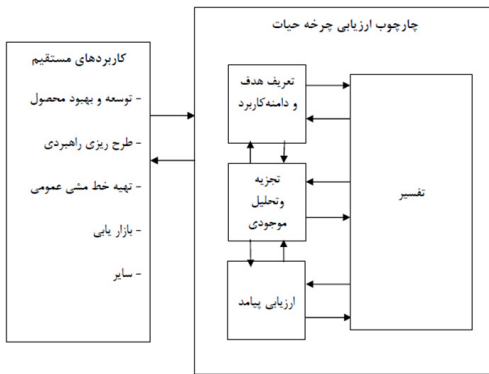 چارچوب ارزیابی چرخه حیات
کاربردهای مستقیم
- توسعه و بهبود محصول
- طرح ریزی راهبردی
- تهیه خط مشی عمومی
- بازار یابی
- سایر
تعریف هدف
و دامنه‌کاربرد
تجزیه
وتحلیل
موجودی
ارزیابی پیامد
تفسیر